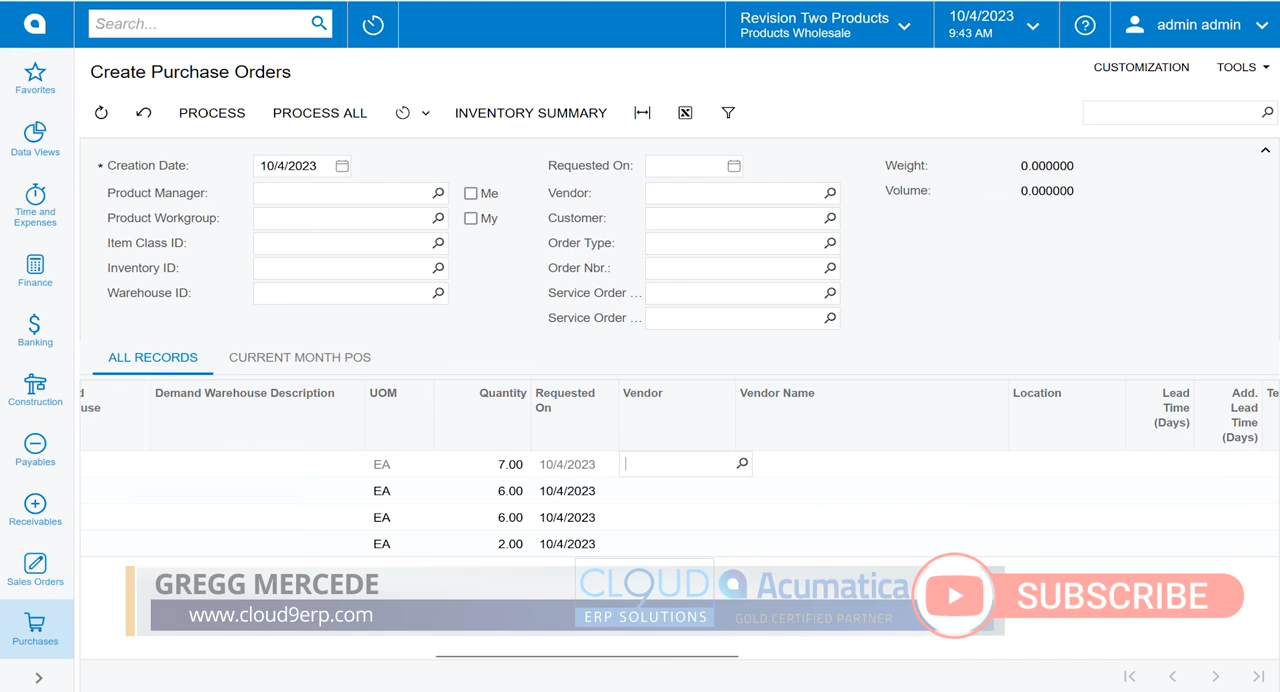 Search...
Revision Two Products
Products Wholesale
10/4/2023
9:43 AM
admin admin
Favorites
Data Views
Time and
Expenses
Finance
Banking
Construction
Payables
Receivables
Sales Orders
Purchases
Create Purchase Orders
CUSTOMIZATION
TOOLS
PROCESS
PROCESS ALL
INVENTORY SUMMARY
* Creation Date:
10/4/2023
Product Manager:
Me
Product Workgroup:
My
Item Class ID:
Inventory ID:
Warehouse ID:
Requested On:
Vendor:
Customer:
Order Type:
Order Nbr.:
Service Order ...
Service Order ...
Weight:
0.000000
Volume:
0.000000
ALL RECORDS
CURRENT MONTH POS
d
use
Demand Warehouse Description
UOM
Quantity
Requested
On
Vendor
Vendor Name
Location
Lead
Time
(Days)
Add.
Lead
Time
(Days)
Te
EA 7.00 10/4/2023
EA 6.00 10/4/2023
EA 6.00 10/4/2023
EA 2.00 10/4/2023
GREGG MERCEDE
www.cloud9erp.com
CLOUD9
ERP SOLUTIONS
Acumatica
GOLD CERTIFIED PARTNER
SUBSCRIBE